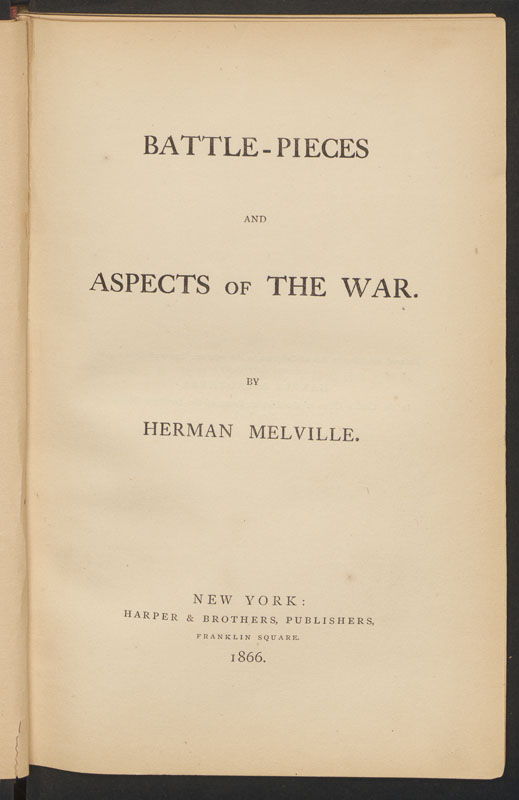 BATTLE-PIECES
AND
ASPECTS OF THE WAR.
BY
HERMAN MELVILLE.
NEW YORK:
HARPER & BROTHERS, PUBLISHERS,
FRANKLIN SQUARE.
1866.